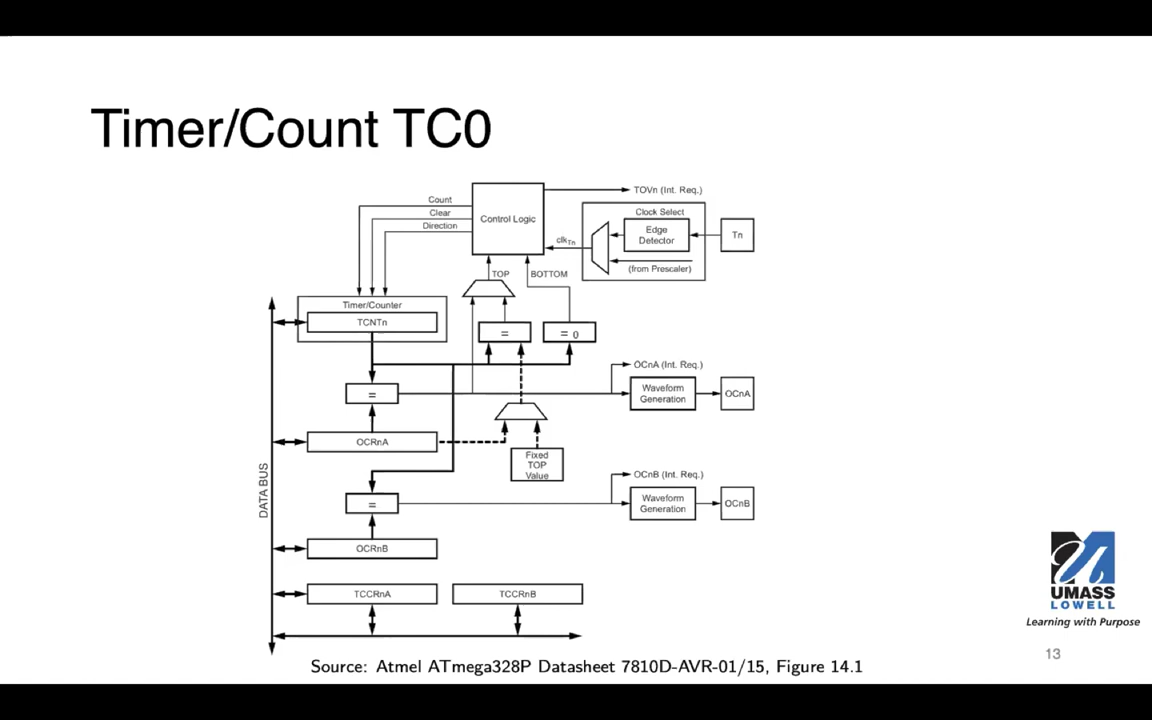 Timer/Count TC0
Count
Clear
Direction
Control Logic
TOVn (Int. Req.)
Clock Select
Edge
Detector
Tn
clkTn
(from Prescaler)
TOP
BOTTOM
Timer/Counter
TCNTn
=
= 0
=
OCnA (Int. Req.)
Waveform
Generation
OCnA
OCRnA
Fixed
TOP
Value
DATA BUS
=
OCnB (Int. Req.)
Waveform
Generation
OCnB
OCRnB
TCCRnA
TCCRnB
UMASS
LOWELL
Learning with Purpose
13
Source: Atmel ATmega328P Datasheet 7810D-AVR-01/15, Figure 14.1